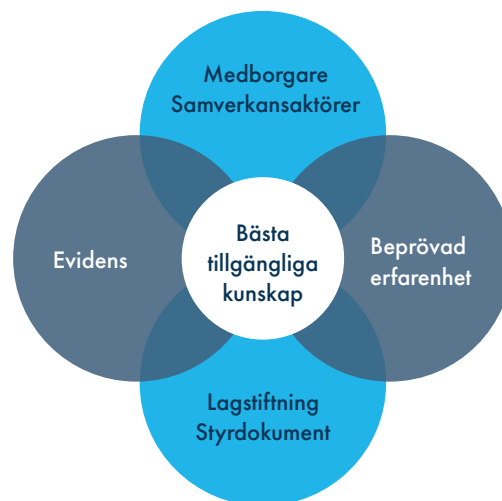 Medborgare
Samverkansaktörer
Evidens
Bästa
tillgängliga
kunskap
Beprövad
erfarenhet
Lagstiftning
Styrdokument